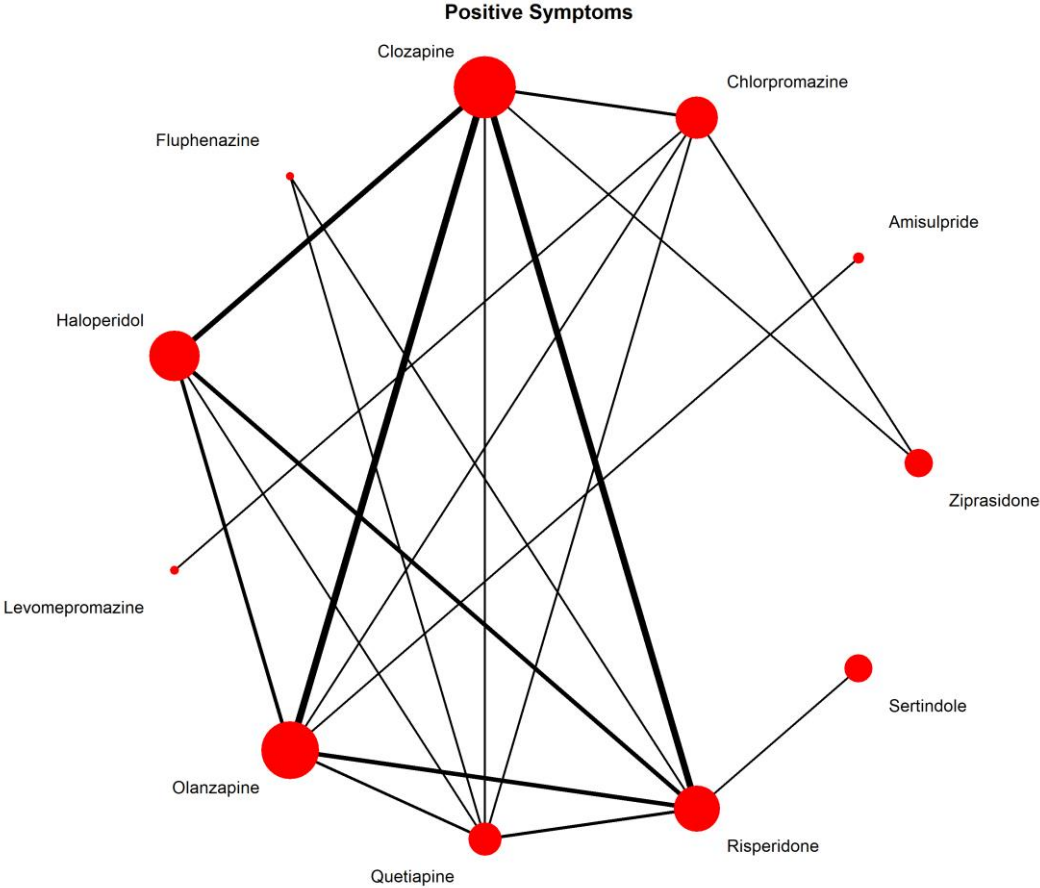 Positive Symptoms
Clozapine
Chlorpromazine
Fluphenazine
Amisulpride
Haloperidol
Ziprasidone
Levomepromazine
Sertindole
Olanzapine
Risperidone
Quetiapine